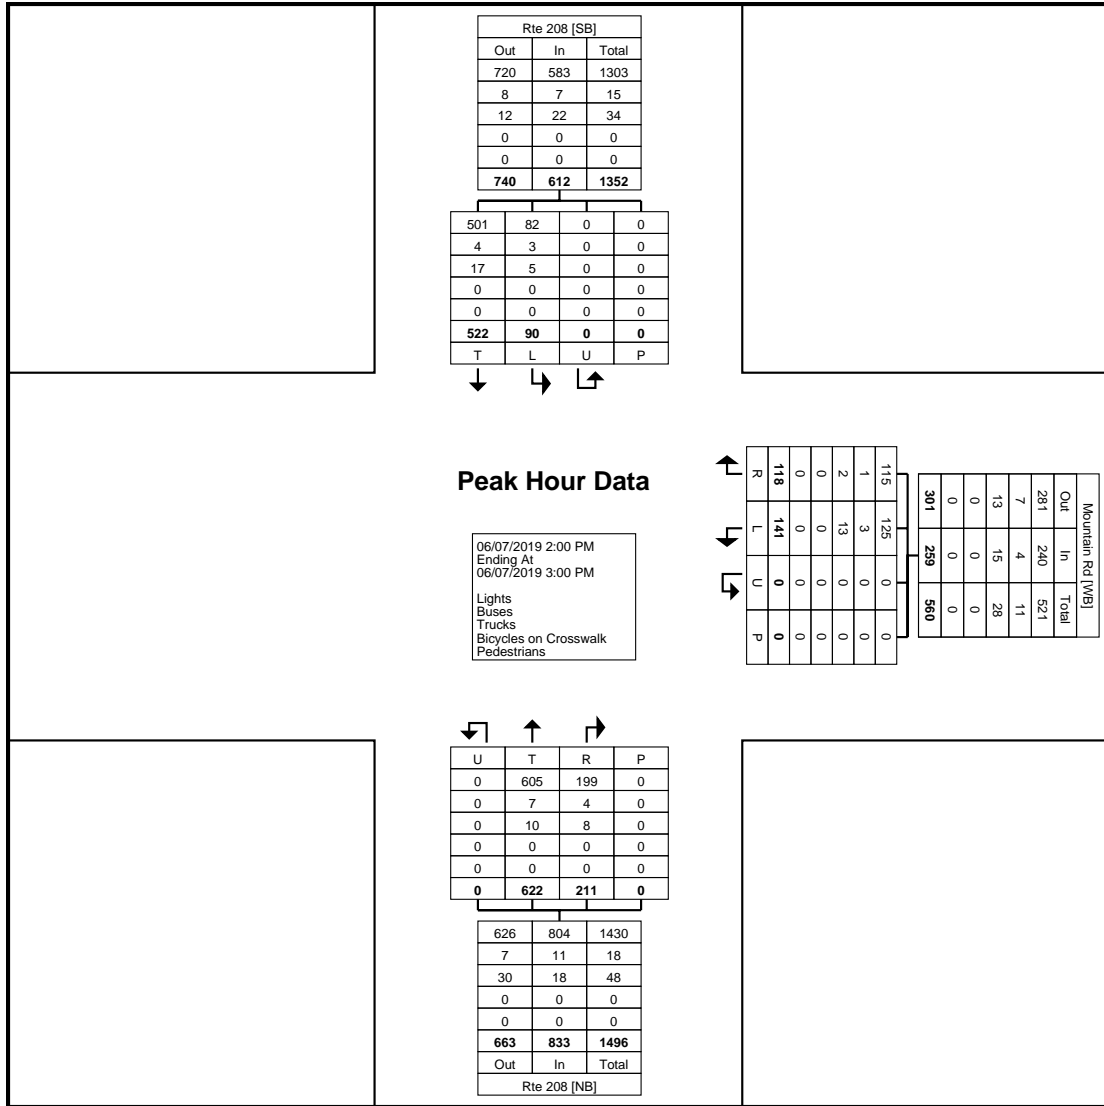 Rte 208 [SB]
Out In Total
720 583 1303
8 7 15
12 22 34
0 0 0
0 0 0
740 612 1352
501 82 0 0
4 3 0 0
17 5 0 0
0 0 0 0
0 0 0 0
522 90 0 0
T L U P
Peak Hour Data
06/07/2019 2:00 PM
Ending At
06/07/2019 3:00 PM
Lights
Buses
Trucks
Bicycles on Crosswalk
Pedestrians
Mountain Rd [WB]
Out In Total
281 240 521
7 4 11
13 15 28
0 0 0
0 0 0
301 259 560
115 125 0 0
1 3 0 0
2 13 0 0
0 0 0 0
0 0 0 0
118 141 0 0
R L U P
U T R P
0 605 199 0
0 7 4 0
0 10 8 0
0 0 0 0
0 0 0 0
0 622 211 0
626 804 1430
7 11 18
30 18 48
0 0 0
0 0 0
663 833 1496
Out In Total
Rte 208 [NB]